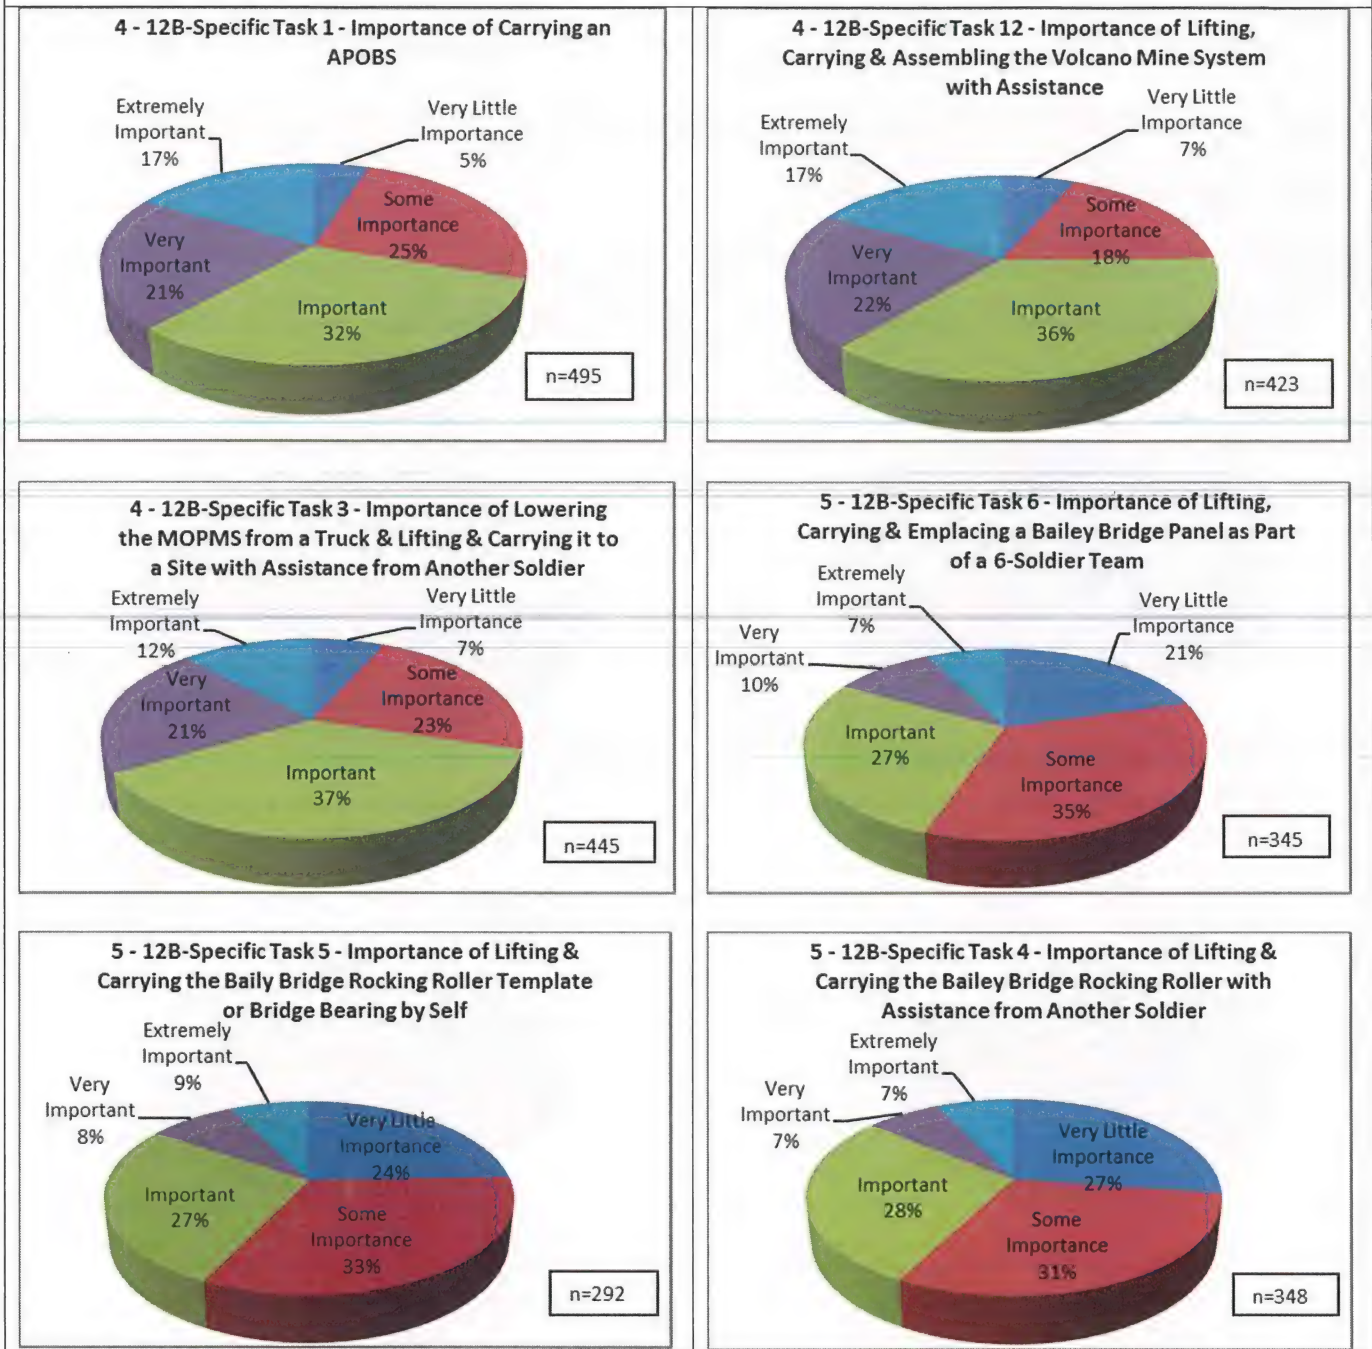 4 - 12B-Specific Task 1 - Importance of Carrying an
APOBS
Extremely
Important
17%
Very Little
Importance
5%
Some
Importance
25%
Very
Important
21%
Important
32%
n=495
4 - 12B-Specific Task 12 - Importance of Lifting,
Carrying & Assembling the Volcano Mine System
with Assistance
Extremely
Important
17%
Very Little
Importance
7%
Some
Importance
18%
Very
Important
22%
Important
36%
n=423
4 - 12B-Specific Task 3 - Importance of Lowering
the MOPMS from a Truck & Lifting & Carrying it to
a Site with Assistance from Another Soldier
Extremely
Important
12%
Very Little
Importance
7%
Some
Importance
23%
Very
Important
21%
Important
37%
n=445
5 - 12B-Specific Task 6 - Importance of Lifting,
Carrying & Emplacing a Bailey Bridge Panel as Part
of a 6-Soldier Team
Extremely
Important
7%
Very Little
Importance
21%
Very
Important
10%
Important
27%
Some
Importance
35%
n=345
5 - 12B-Specific Task 5 - Importance of Lifting &
Carrying the Baily Bridge Rocking Roller Template
or Bridge Bearing by Self
Extremely
Important
9%
Very
Important
8%
Very Little
Importance
24%
Important
27%
Some
Importance
33%
n=292
5 - 12B-Specific Task 4 - Importance of Lifting &
Carrying the Bailey Bridge Rocking Roller with
Assistance from Another Soldier
Extremely
Important
7%
Very
Important
7%
Very Little
Importance
27%
Important
28%
Some
Importance
31%
n=348